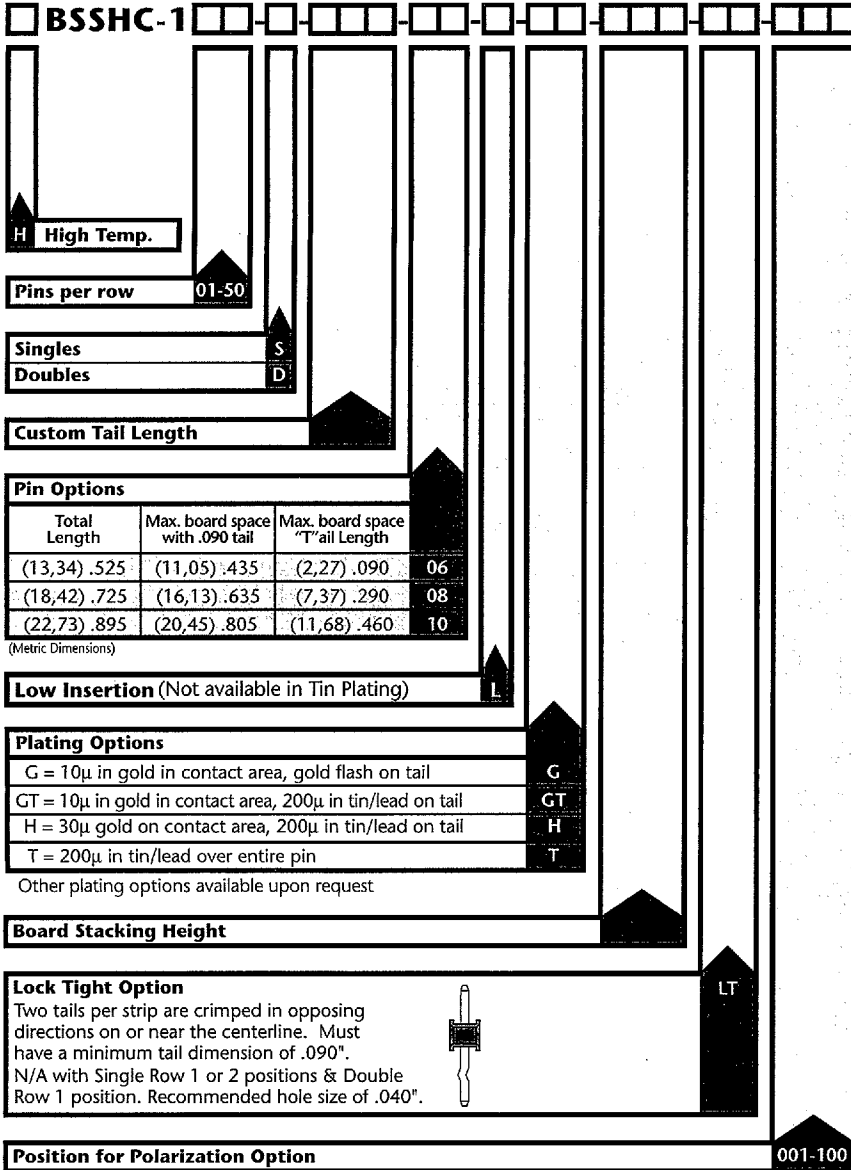 BSSHC-1
H High Temp.
Pins per row 01-50
Singles S
Doubles D
Custom Tail Length
Pin Options
Total Length Max. board space with .090 tail Max. board space "T"ail Length
(13,34) .525 (11,05) .435 (2,27) .090 06
(18,42) .725 (16,13) .635 (7,37) .290 08
(22,73) .895 (20,45) .805 (11,68) .460 10
(Metric Dimensions)
Low Insertion (Not available in Tin Plating) L
Plating Options
G = 10µ in gold in contact area, gold flash on tail G
GT = 10µ in gold in contact area, 200µ in tin/lead on tail GT
H = 30µ gold on contact area, 200µ in tin/lead on tail H
T = 200µ in tin/lead over entire pin T
Other plating options available upon request
Board Stacking Height
Lock Tight Option LT
Two tails per strip are crimped in opposing
directions on or near the centerline. Must
have a minimum tail dimension of .090".
N/A with Single Row 1 or 2 positions & Double
Row 1 position. Recommended hole size of .040".
Position for Polarization Option 001-100